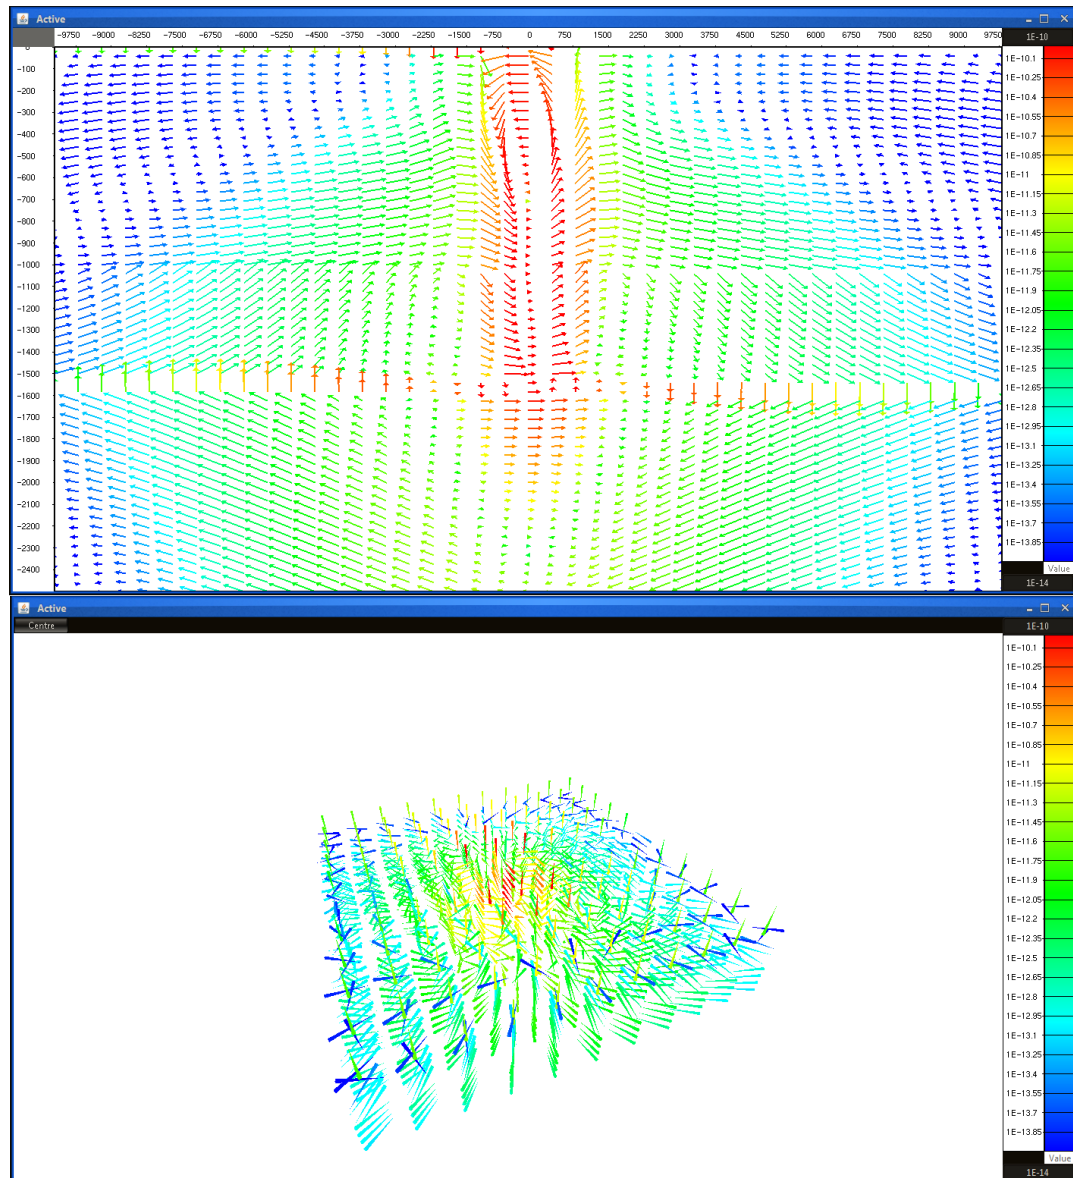 Active
-9750 -9000 -8250 -7500 -6750 -6000 -5250 -4500 -3750 -3000 -2250 -1500 -750 0 750 1500 2250 3000 3750 4500 5250 6000 6750 7500 8250 9000 9750
1E-10
0
-100
-200
-300
-400
-500
-600
-700
-800
-900
-1000
-1100
-1200
-1300
-1400
-1500
-1600
-1700
-1800
-1900
-2000
-2100
-2200
-2300
-2400
1E-10.1
1E-10.25
1E-10.4
1E-10.55
1E-10.7
1E-10.85
1E-11
1E-11.15
1E-11.3
1E-11.45
1E-11.6
1E-11.75
1E-11.9
1E-12.05
1E-12.2
1E-12.35
1E-12.5
1E-12.65
1E-12.8
1E-12.95
1E-13.1
1E-13.25
1E-13.4
1E-13.55
1E-13.7
1E-13.85
Value
1E-14
Active
Centre
1E-10
1E-10.1
1E-10.25
1E-10.4
1E-10.55
1E-10.7
1E-10.85
1E-11
1E-11.15
1E-11.3
1E-11.45
1E-11.6
1E-11.75
1E-11.9
1E-12.05
1E-12.2
1E-12.35
1E-12.5
1E-12.65
1E-12.8
1E-12.95
1E-13.1
1E-13.25
1E-13.4
1E-13.55
1E-13.7
1E-13.85
Value
1E-14